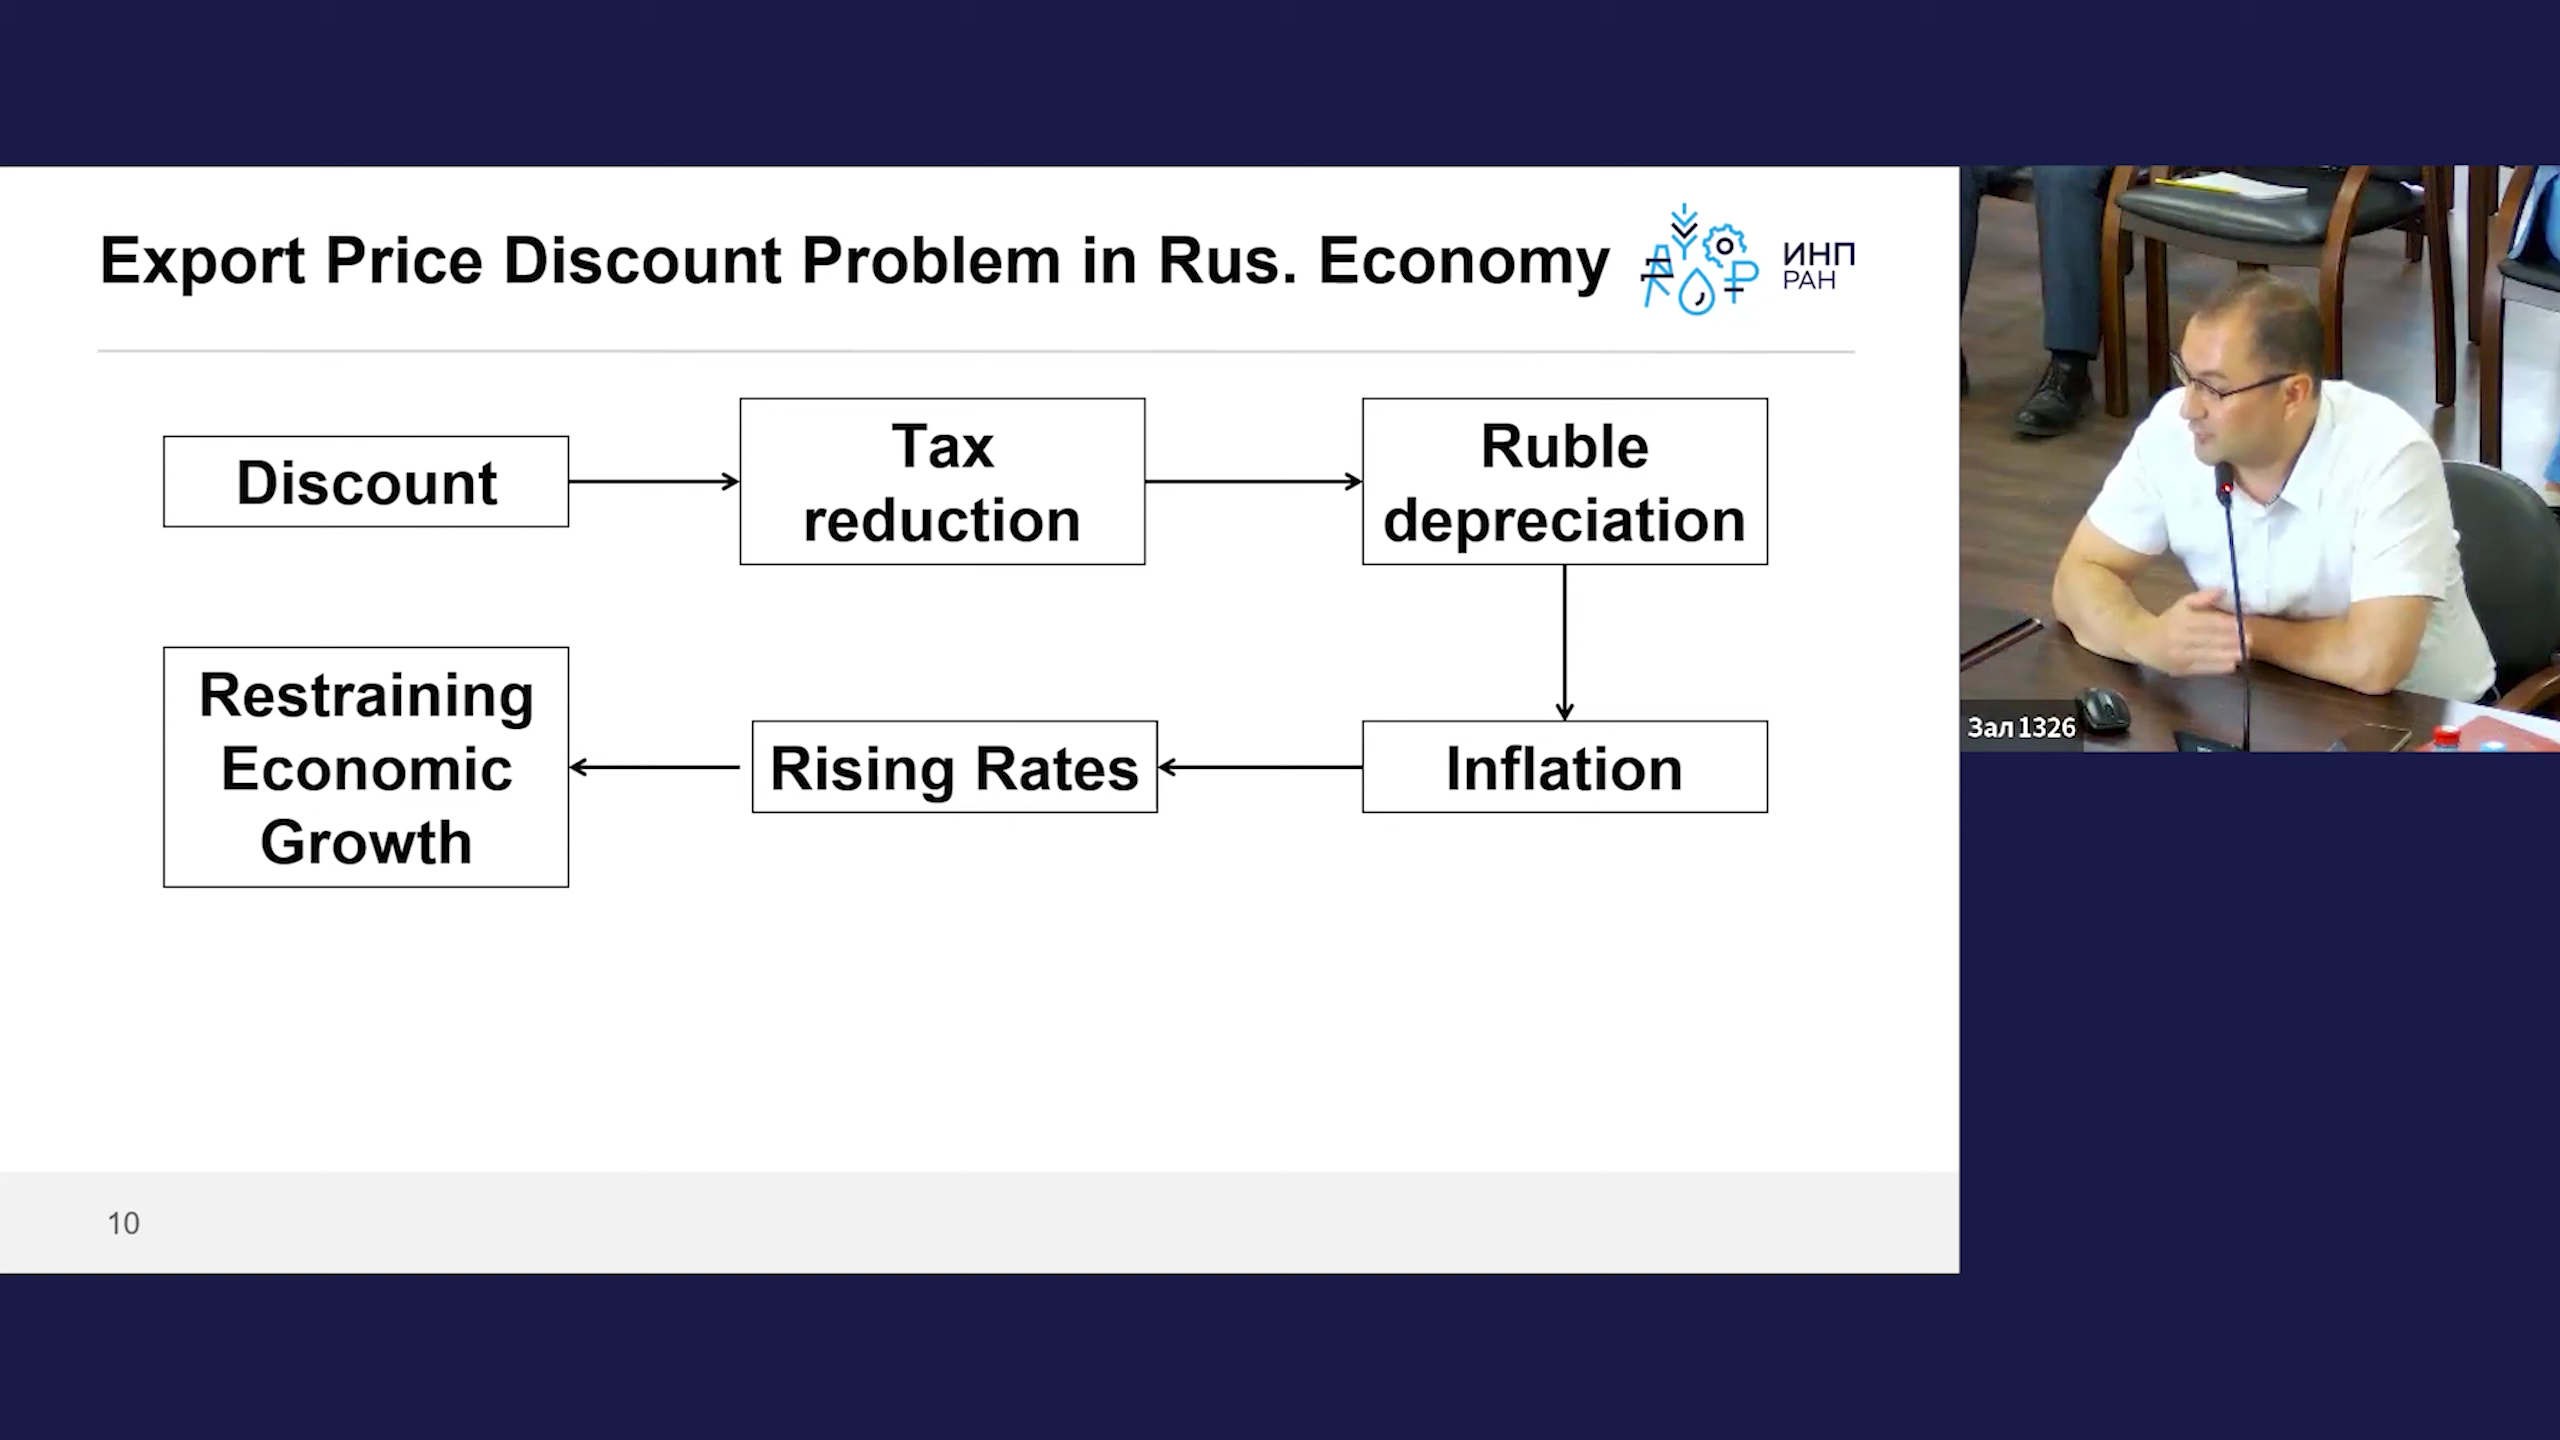 Export Price Discount Problem in Rus. Economy
ИНП
РАН
Discount
Tax
reduction
Ruble
depreciation
Restraining
Economic
Growth
Rising Rates
Inflation
Зал 1326
10